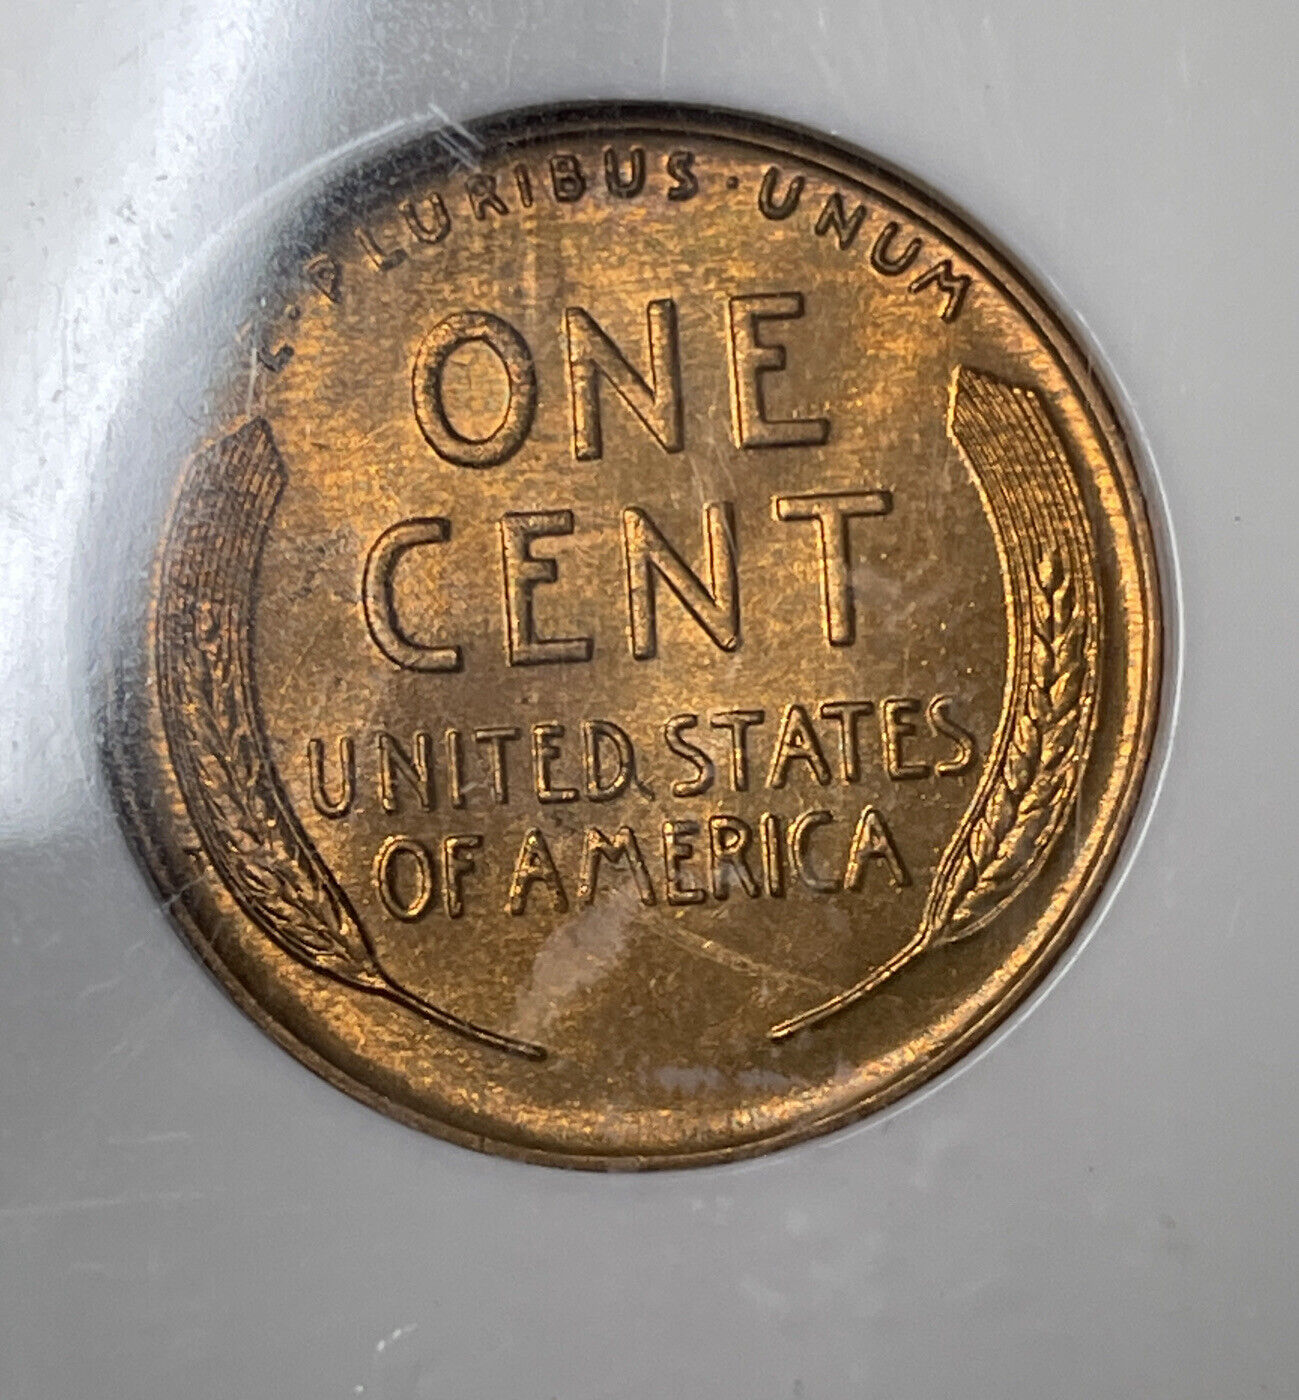 E·PLURIBUS·UNUM
ONE
CENT
UNITED STATES
OF AMERICA